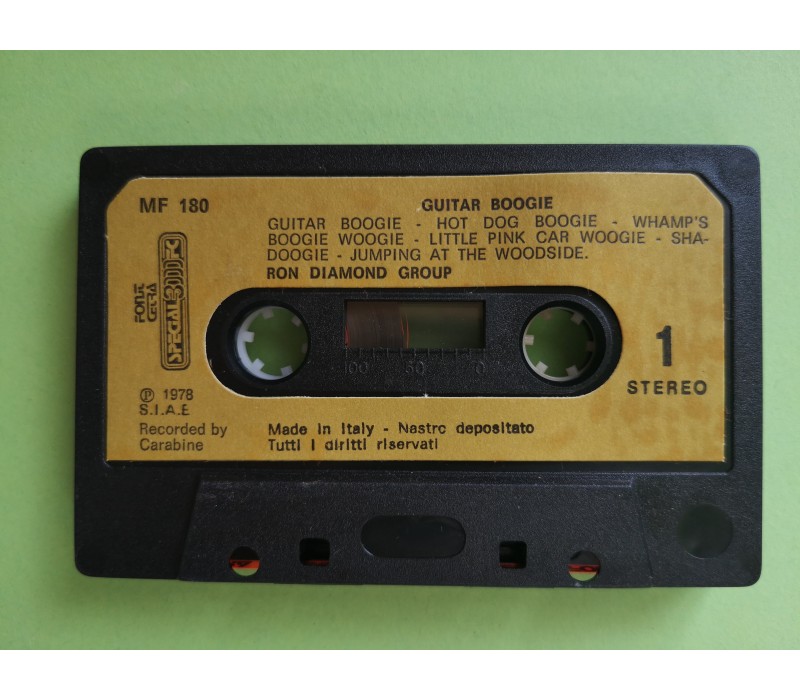 MF 180
GUITAR BOOGIE
GUITAR BOOGIE - HOT DOG BOOGIE - WHAMP'S
BOOGIE WOOGIE - LITTLE PINK CAR WOOGIE - SHA-
DOOGIE - JUMPING AT THE WOODSIDE.
RON DIAMOND GROUP
FONIT
CETRA
SPECIAL 3000
100 50 0
1
STEREO
Ⓟ 1978
S.I.A.E
Recorded by
Carabine
Made in Italy - Nastro depositato
Tutti i diritti riservati